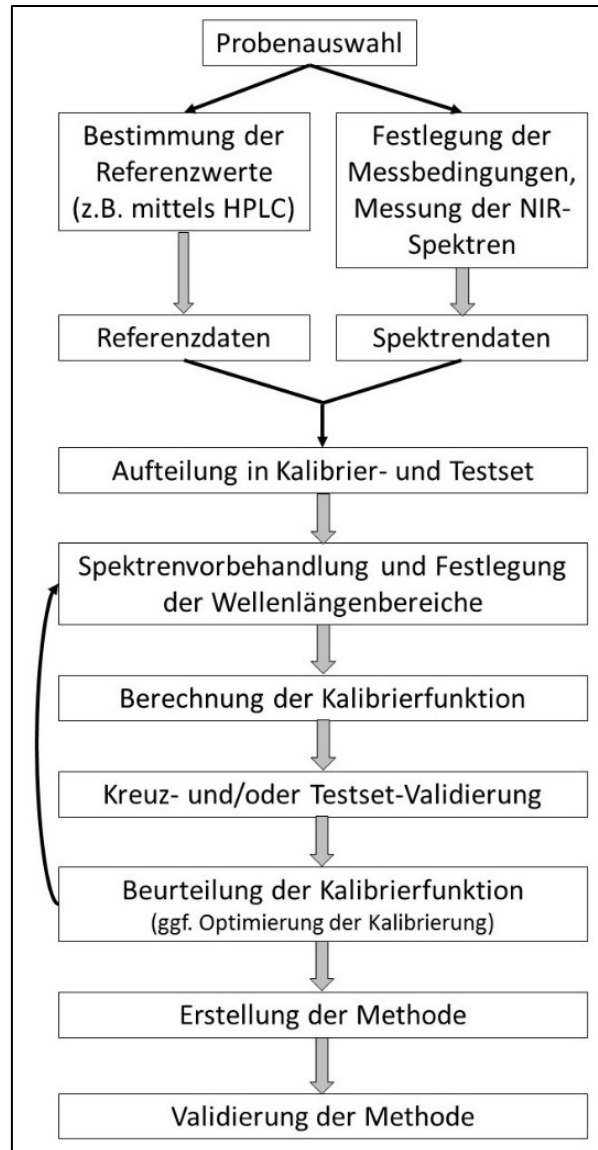 Probenauswahl
Bestimmung der
Referenzwerte
(z.B. mittels HPLC)
Festlegung der
Messbedingungen,
Messung der NIR-
Spektren
Referenzdaten
Spektrendaten
Aufteilung in Kalibrier- und Testset
Spektrenvorbehandlung und Festlegung
der Wellenlängenbereiche
Berechnung der Kalibrierfunktion
Kreuz- und/oder Testset-Validierung
Beurteilung der Kalibrierfunktion
(ggf. Optimierung der Kalibrierung)
Erstellung der Methode
Validierung der Methode